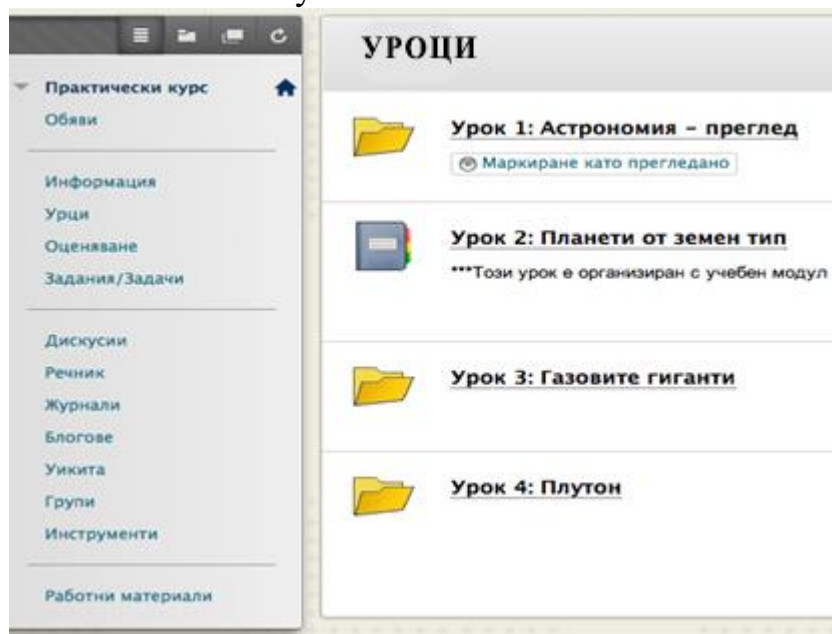 Практически курс
Обяви
Информация
Урци
Оценяване
Задания/Задачи
Дискусии
Речник
Журнали
Блогове
Уикита
Групи
Инструменти
Работни материали
УРОЦИ
Урок 1: Астрономия – преглед
Маркиране като прегледано
Урок 2: Планети от земен тип
***Този урок е организиран с учебен модул
Урок 3: Газовите гиганти
Урок 4: Плутон